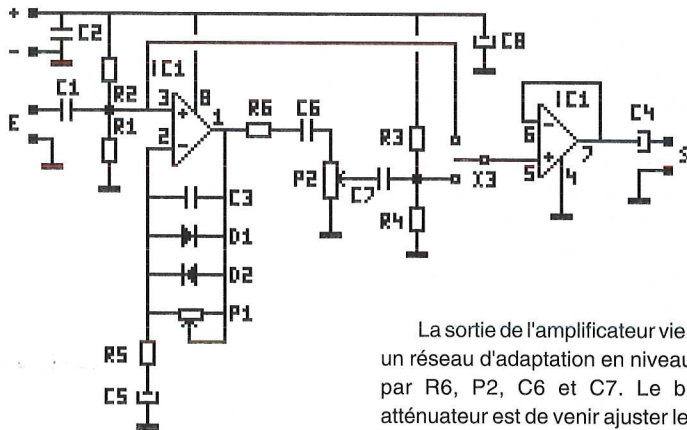 +
C2
-
C8
IC1
C1
R2
3
8
IC1
E
R1
2
1
R6
C6
R3
6
C4
P2
C7
X3
5
7
4
S
C3
R4
D1
D2
P1
R5
C5
La sortie de l'amplificateur vie
un réseau d'adaptation en niveau
par R6, P2, C6 et C7. Le b
atténuateur est de venir ajuster le